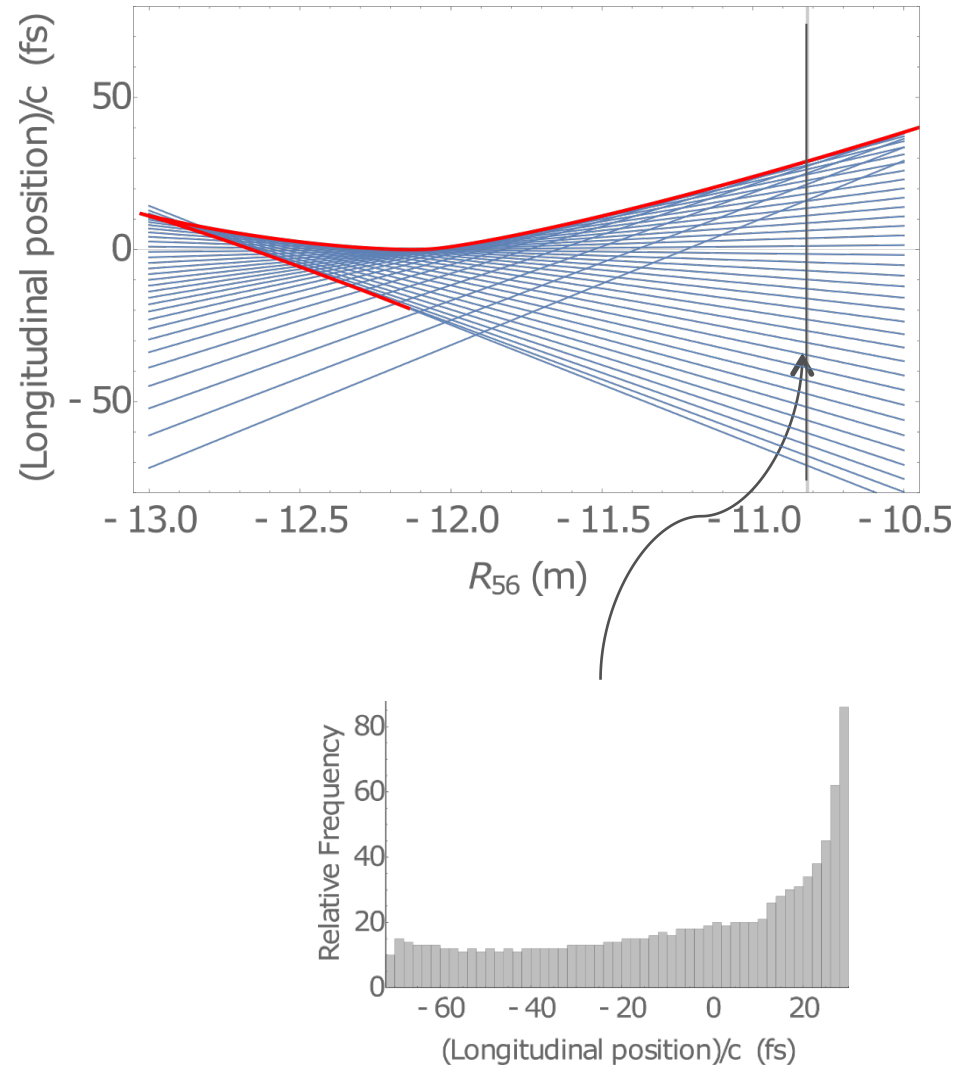 (Longitudinal position)/c (fs)
50
0
- 50
- 13.0 - 12.5 - 12.0 - 11.5 - 11.0 - 10.5
R56 (m)
Relative Frequency
80
60
40
20
0
- 60 - 40 - 20 0 20
(Longitudinal position)/c (fs)